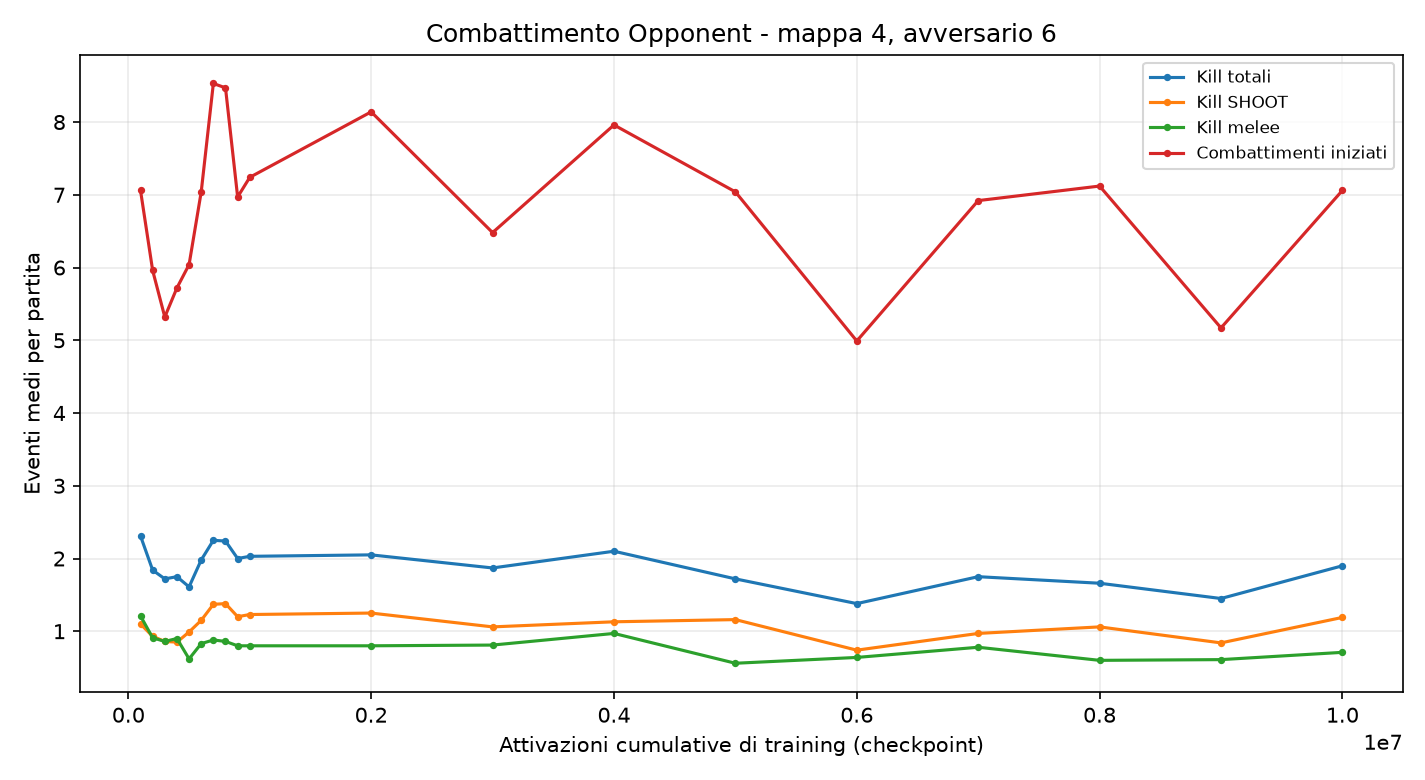 Combattimento Opponent - mappa 4, avversario 6
Kill totali
Kill SHOOT
Kill melee
Combattimenti iniziati
Eventi medi per partita
8
7
6
5
4
3
2
1
0.0 0.2 0.4 0.6 0.8 1.0
1e7
Attivazioni cumulative di training (checkpoint)